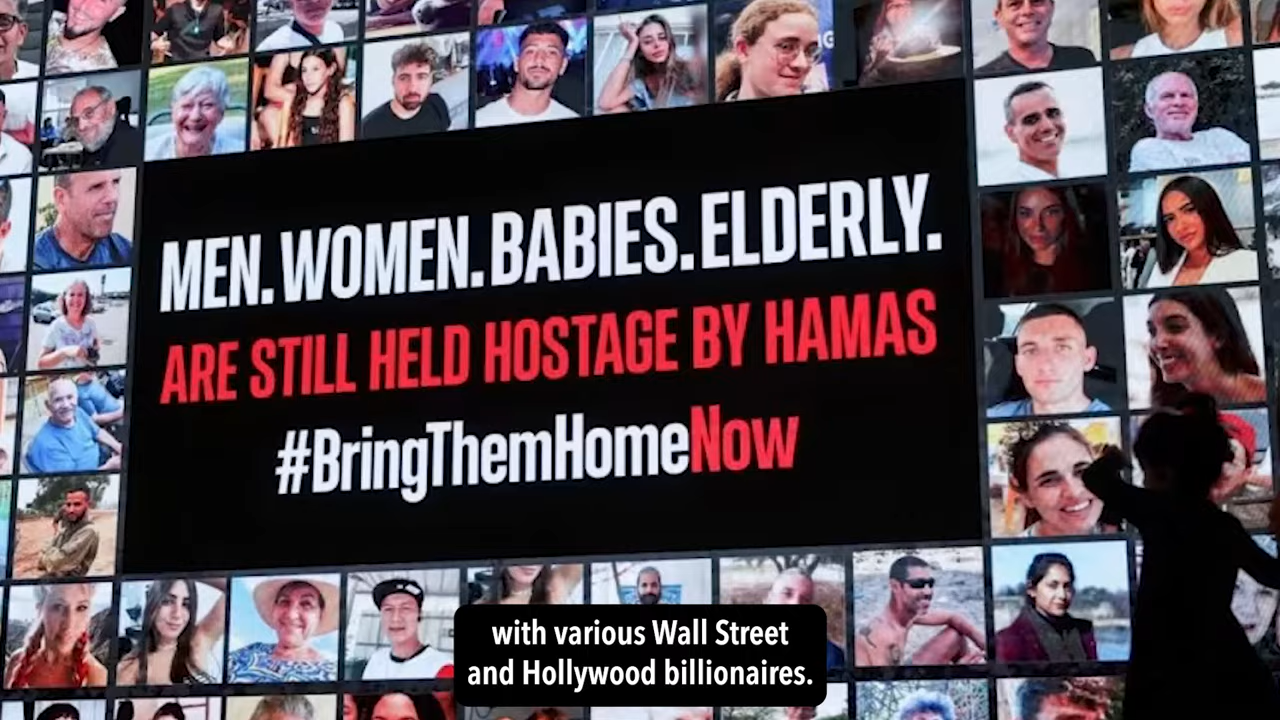 MEN. WOMEN. BABIES. ELDERLY.
ARE STILL HELD HOSTAGE BY HAMAS
#BringThemHomeNow
with various Wall Street
and Hollywood billionaires.